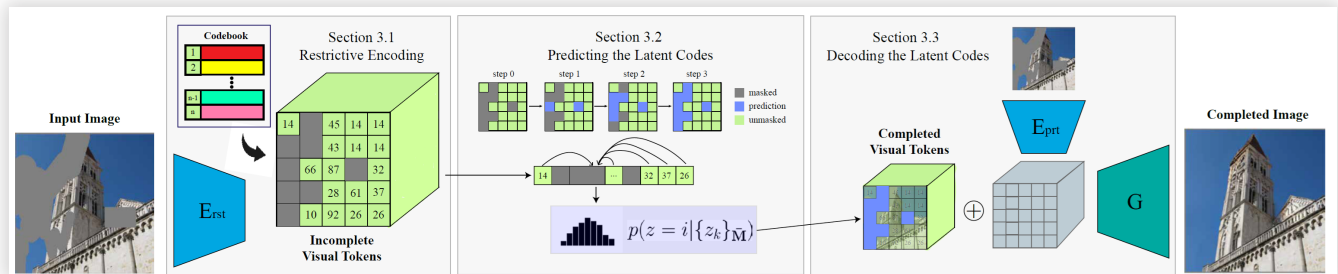 Input Image
Codebook
1
2
n-1
n
Section 3.1
Restrictive Encoding
14 45 14 14
43 14 14
66 87 32
28 61 37
10 92 26 26
Erst
Incomplete
Visual Tokens
Section 3.2
Predicting the Latent Codes
step 0 step 1 step 2 step 3
masked
prediction
unmasked
14 ... 32 37 26
p(z = i|{z_k}_M̄)
Section 3.3
Decoding the Latent Codes
Eprt
Completed
Visual Tokens
G
Completed Image